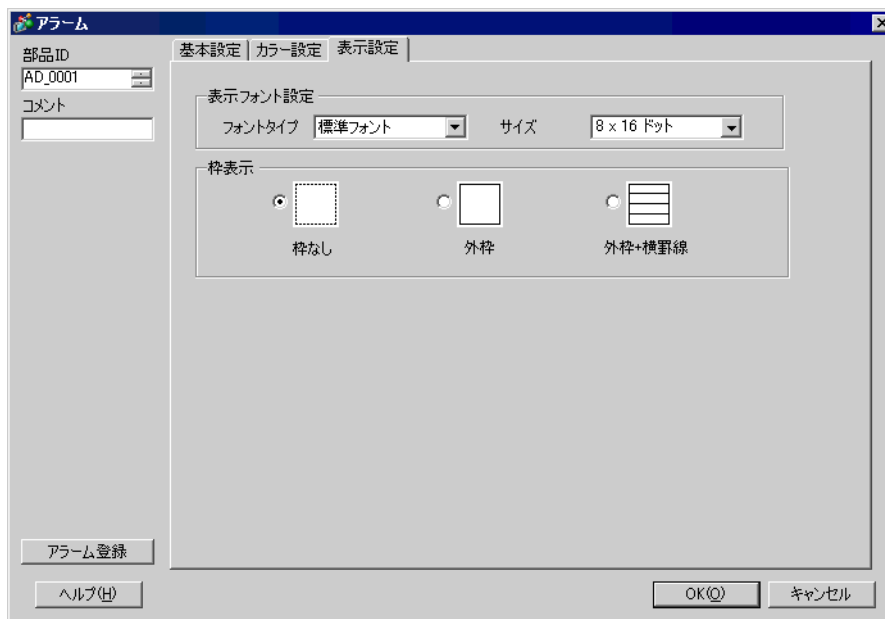 アラーム
部品ID
AD_0001
コメント
基本設定
カラー設定
表示設定
表示フォント設定
フォントタイプ 標準フォント サイズ 8 x 16 ドット
枠表示
枠なし 外枠 外枠+横罫線
アラーム登録
ヘルプ(H) OK(O) キャンセル